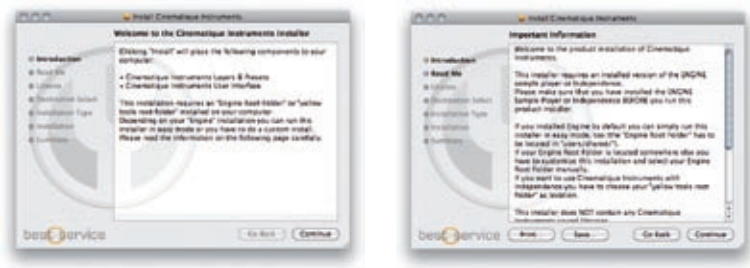 Install Cinematique Instruments
Welcome to the Cinematique Instruments Installer
Introduction
Read Me
License
Destination Select
Installation Type
Installation
Summary
Clicking "Install" will place the following components to your
computer:
• Cinematique Instruments Layers & Presets
• Cinematique Instruments User Interface
This installation requires an "Engine Root Folder" or "yellow
tools root folder" installed on your computer.
Depending on your "Engine" installation you can run this
installer in easy mode or you have to do a custom install.
Please read the information on the following page carefully.
best service
Go Back
Continue
Install Cinematique Instruments
Important Information
Introduction
Read Me
License
Destination Select
Installation Type
Installation
Summary
Welcome to the product installation of Cinematique
Instruments.
This installer requires an installed version of the ENGINE
sample player or Independence.
Please make sure that you have installed the ENGINE
Sample Player or Independence BEFORE you run this
product installer.
If you installed Engine by default you can simply run this
installer in easy mode, too (the "Engine Root Folder" has to
be located in "users/shared/").
If your Engine Root Folder is located somewhere else you
have to customise this installation and select your Engine
Root Folder manually.
If you want to use Cinematique Instruments with
Independence you have to choose your "yellow tools root
folder" as location.
This installer does NOT contain any Cinematique
best service
Print...
Save...
Go Back
Continue